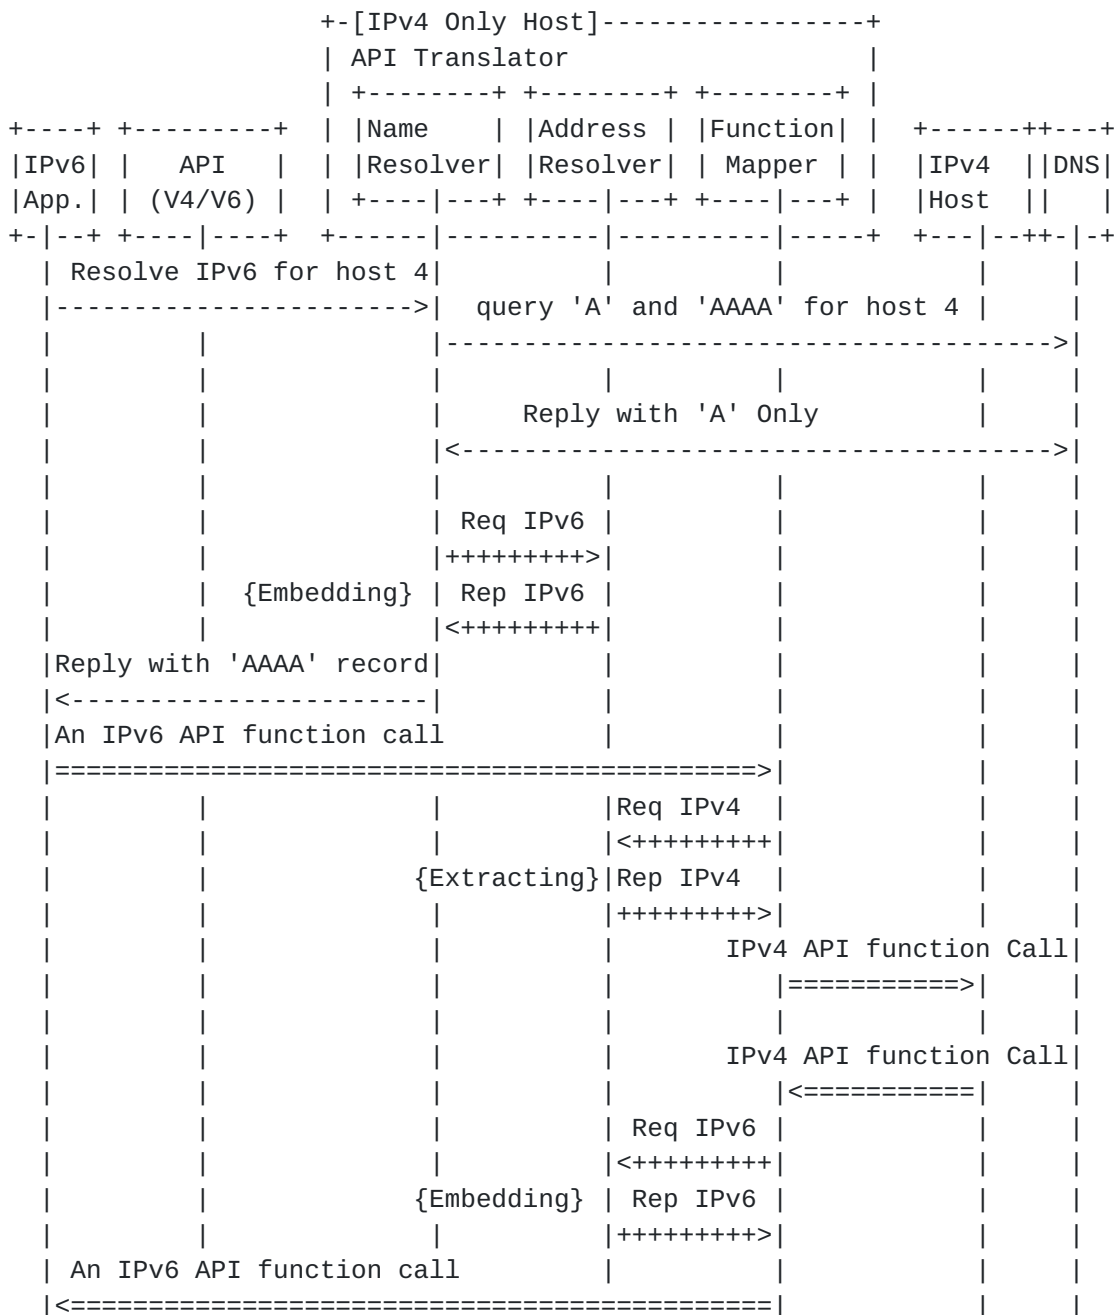 +-[IPv4 Only Host]-----------------+
                    | API Translator                   |
                    | +--------+ +--------+ +--------+ |
+----+ +---------+  | |Name    | |Address | |Function| |  +------++---+
|IPv6| |   API   |  | |Resolver| |Resolver| | Mapper | |  |IPv4  ||DNS|
|App.| | (V4/V6) |  | +----|---+ +----|---+ +----|---+ |  |Host  ||   |
+-|--+ +----|----+  +------|----------|----------|-----+  +---|--++-|-+
  | Resolve IPv6 for host 4|          |          |            |     |
  |----------------------->|  query 'A' and 'AAAA' for host 4 |     |
  |         |              |--------------------------------------->|
  |         |              |          |          |            |     |
  |         |              |     Reply with 'A' Only          |     |
  |         |              |<-------------------------------------->|
  |         |              |          |          |            |     |
  |         |              | Req IPv6 |          |            |     |
  |         |              |+++++++++>|          |            |     |
  |         |  {Embedding} | Rep IPv6 |          |            |     |
  |         |              |<+++++++++|          |            |     |
  |Reply with 'AAAA' record|          |          |            |     |
  |<-----------------------|          |          |            |     |
  |An IPv6 API function call          |          |            |     |
  |=============================================>|            |     |
  |         |              |          |Req IPv4  |            |     |
  |         |              |          |<+++++++++|            |     |
  |         |             {Extracting}|Rep IPv4  |            |     |
  |         |              |          |+++++++++>|            |     |
  |         |              |          |       IPv4 API function Call|
  |         |              |          |          |===========>|     |
  |         |              |          |          |            |     |
  |         |              |          |       IPv4 API function Call|
  |         |              |          |          |<===========|     |
  |         |              |          | Req IPv6 |            |     |
  |         |              |          |<+++++++++|            |     |
  |         |             {Embedding} | Rep IPv6 |            |     |
  |         |              |          |+++++++++>|            |     |
  | An IPv6 API function call         |          |            |     |
  |<=============================================|            |     |